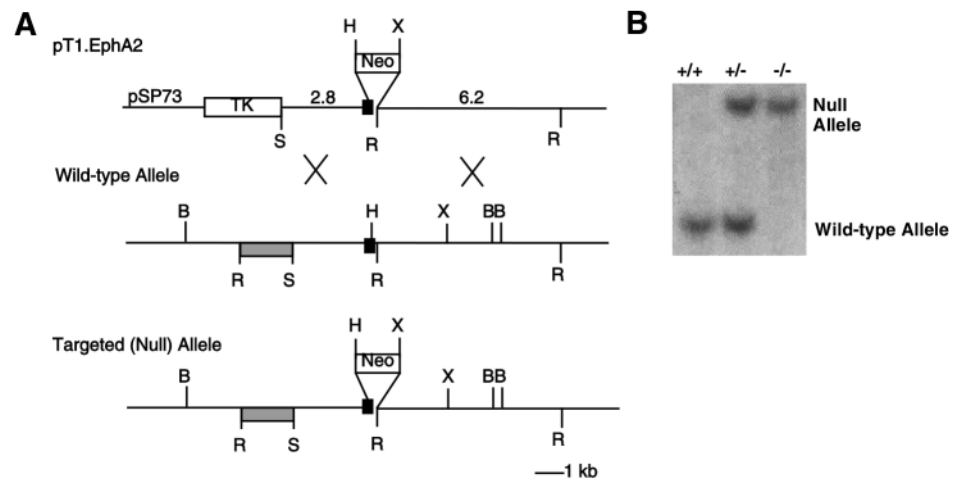 A
pT1.EphA2
H X
Neo
pSP73 TK 2.8 6.2
S R R
Wild-type Allele
B H X BB
R S R R
Targeted (Null) Allele
H X
Neo
B X BB
R S R R
1 kb
B
+/+ +/- -/-
Null
Allele
Wild-type Allele